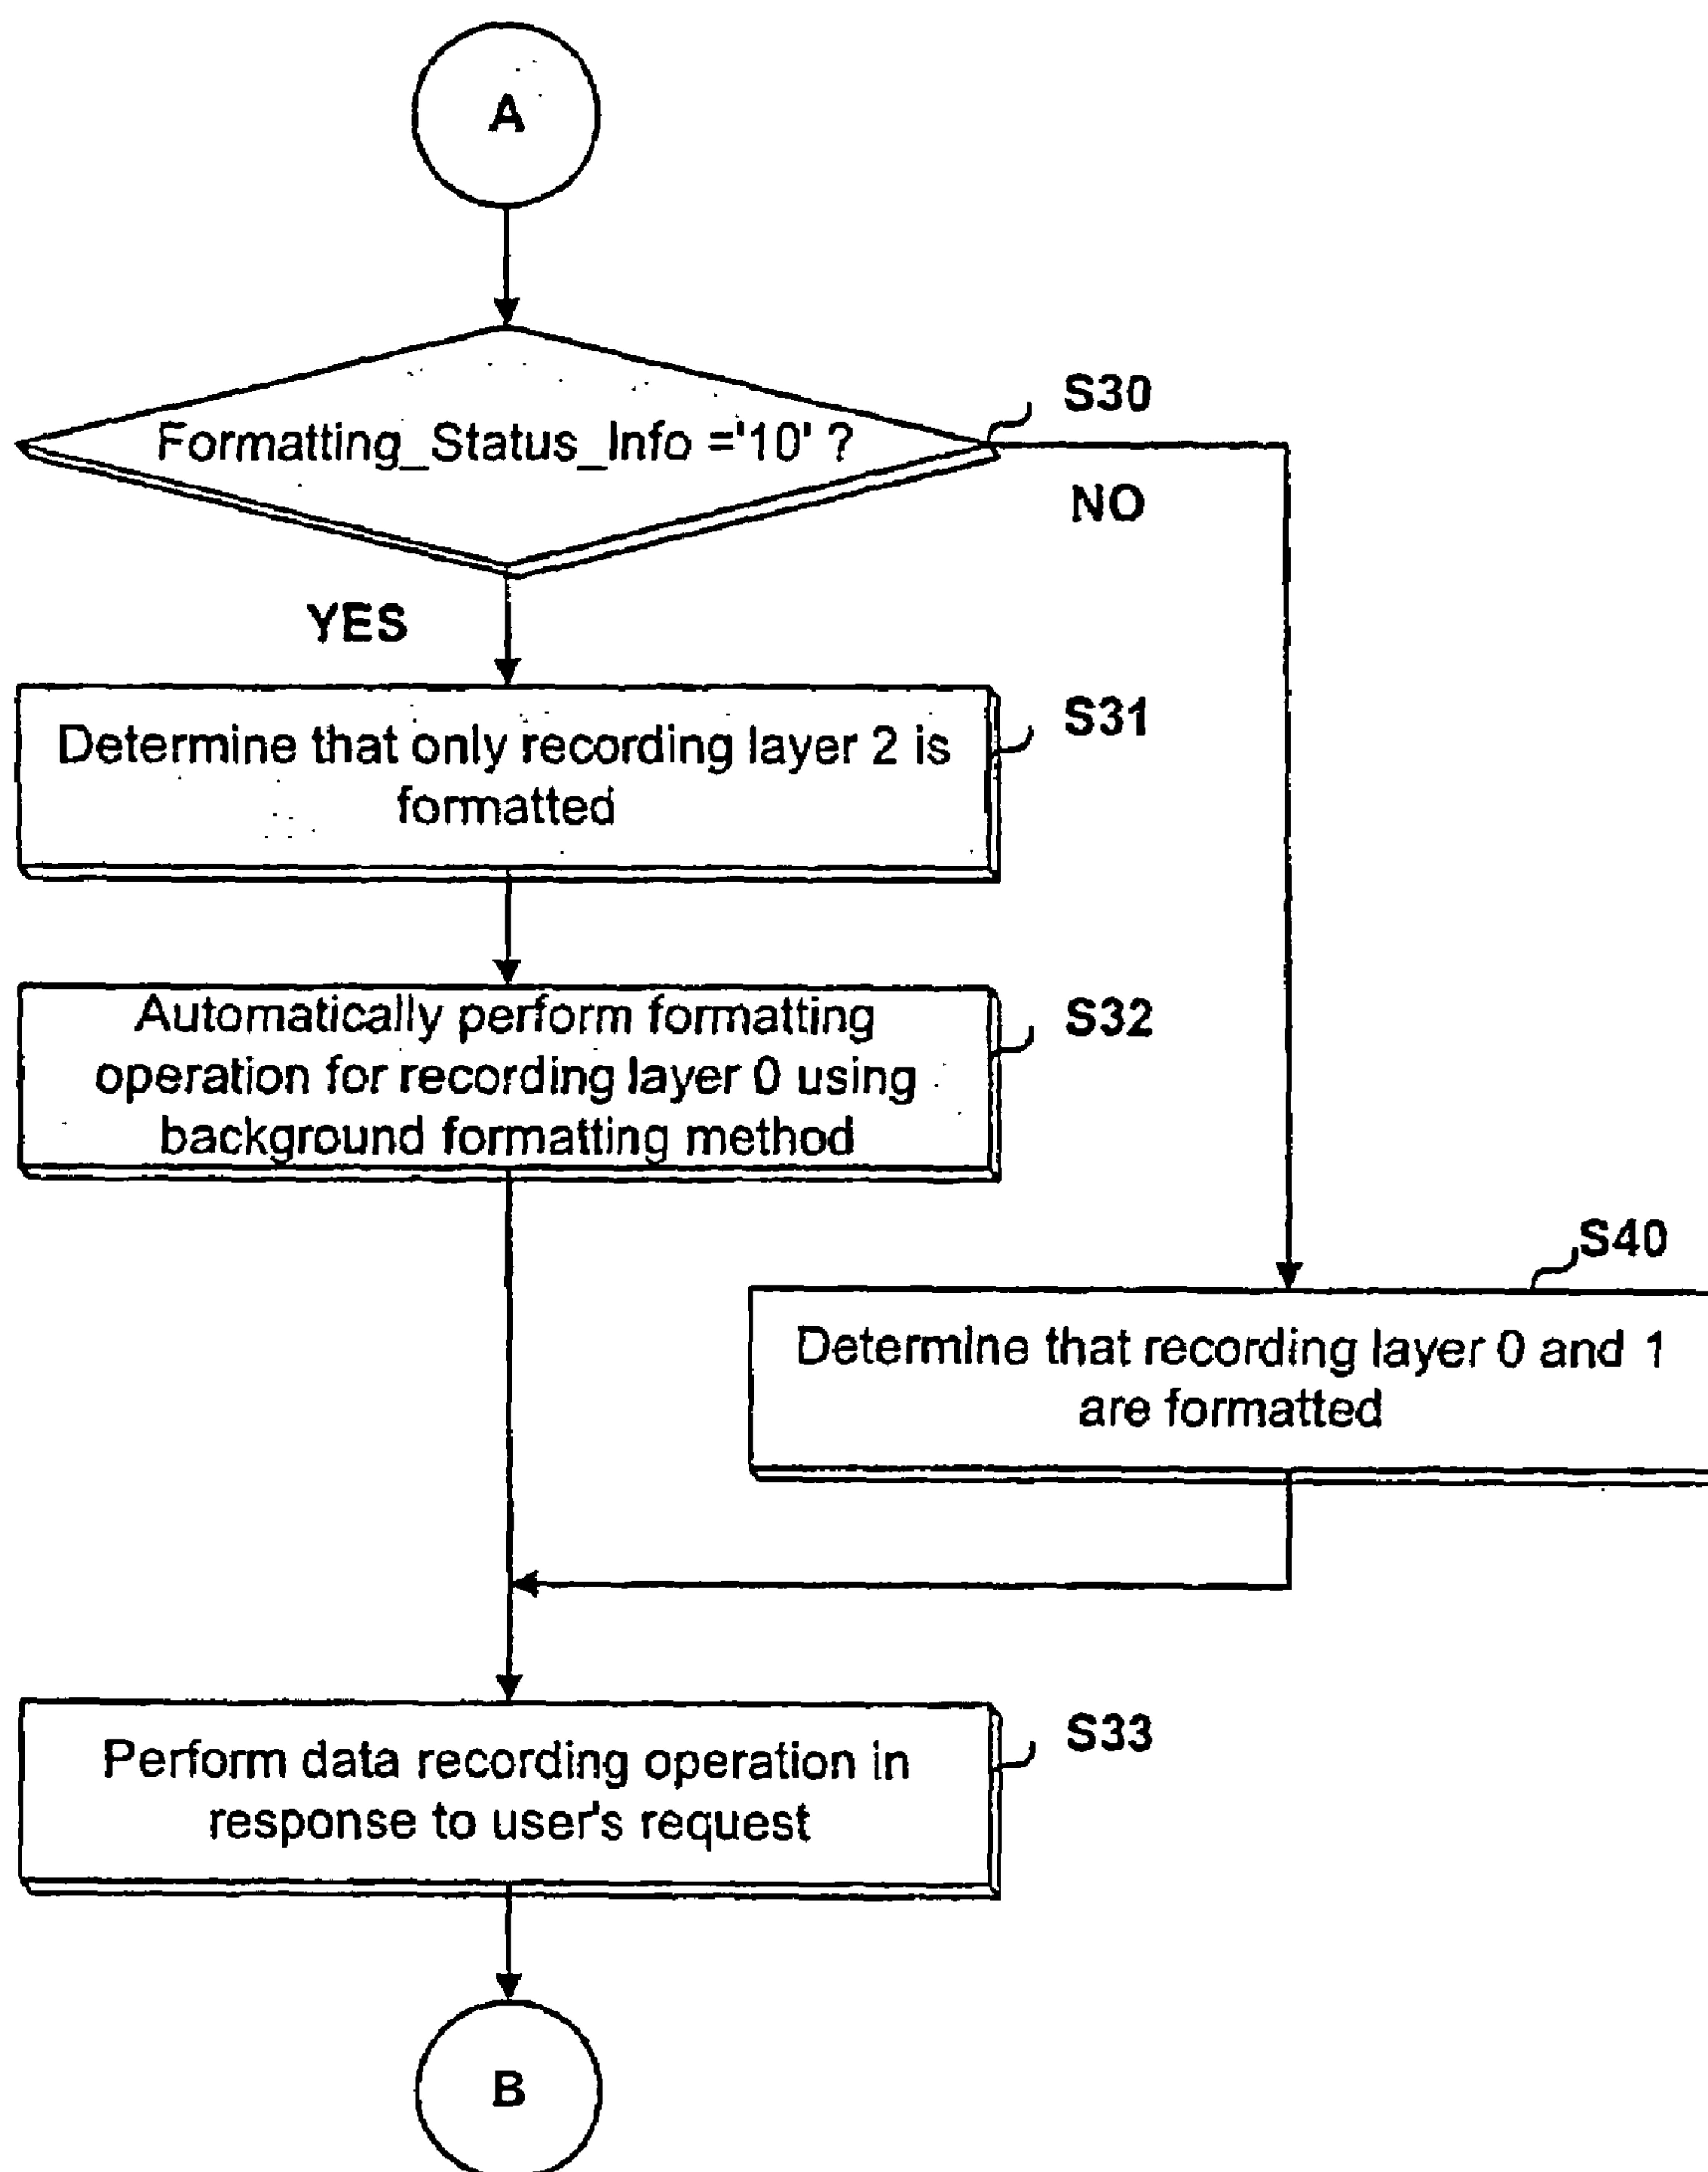 A
S30
Formatting_Status_Info ='10' ?
NO
YES
S31
Determine that only recording layer 2 is
formatted
S32
Automatically perform formatting
operation for recording layer 0 using
background formatting method
S40
Determine that recording layer 0 and 1
are formatted
S33
Perform data recording operation in
response to user's request
B